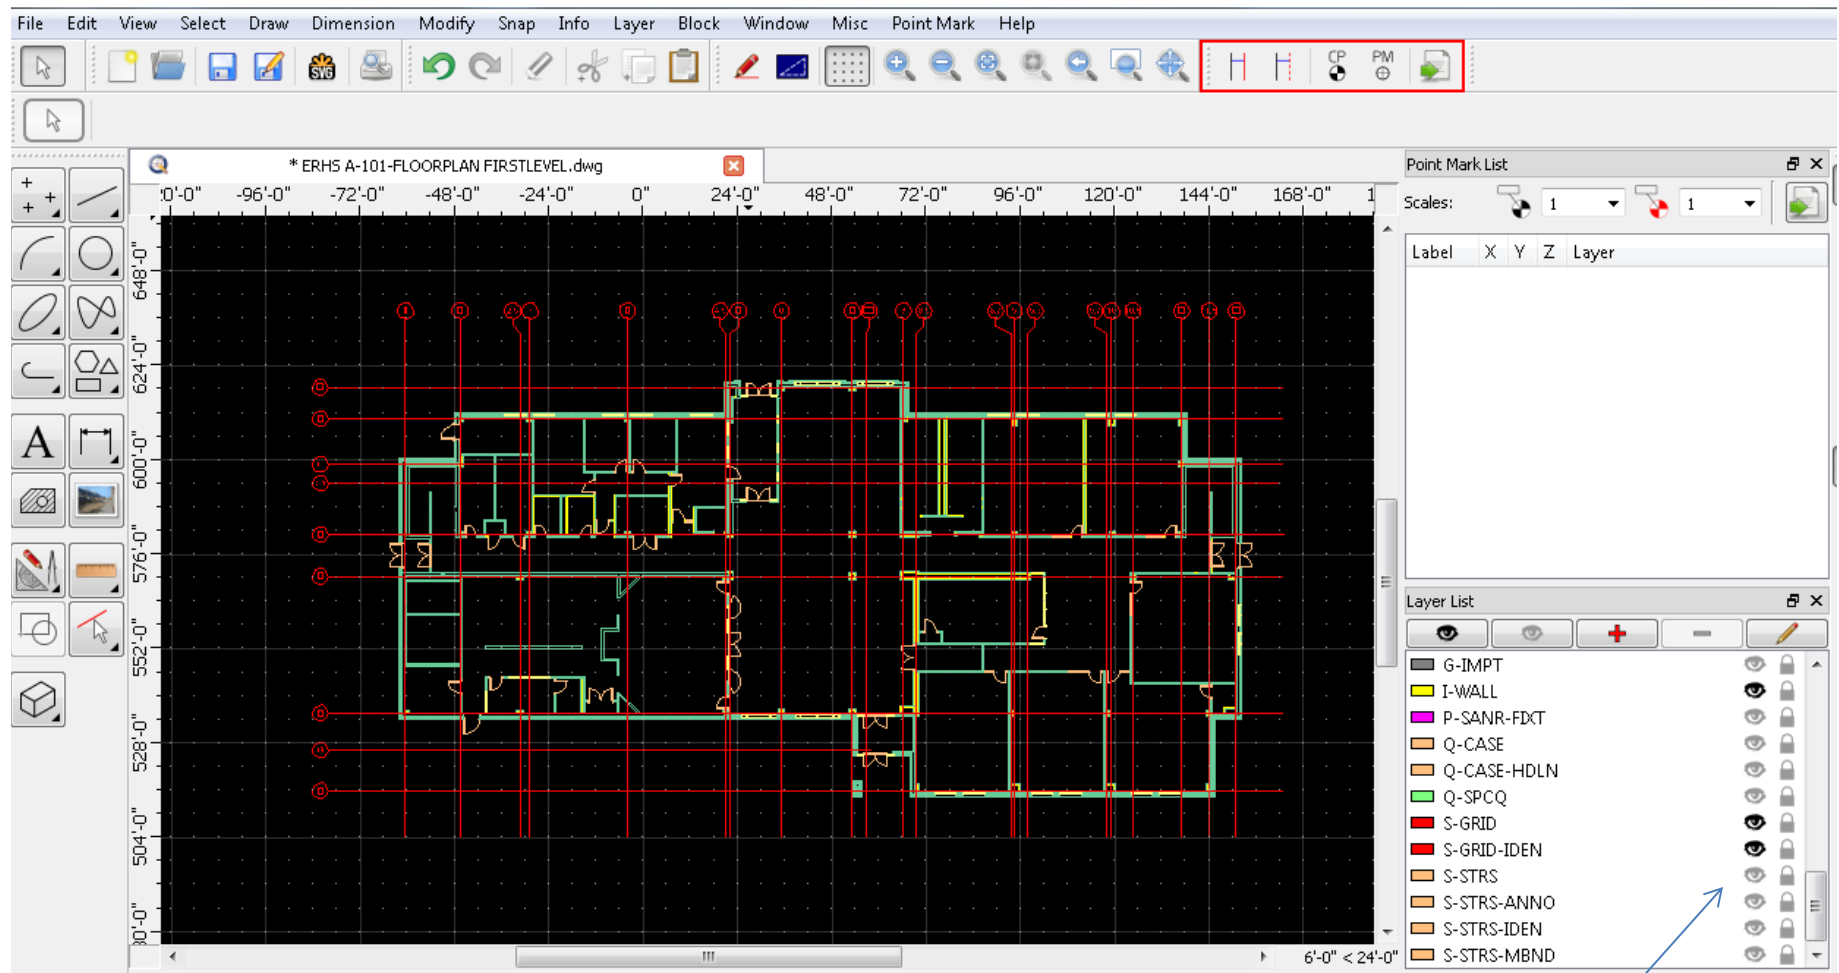 File Edit View Select Draw Dimension Modify Snap Info Layer Block Window Misc Point Mark Help
SVG CP PM
* ERHS A-101-FLOORPLAN FIRSTLEVEL.dwg
Point Mark List
:0'-0" -96'-0" -72'-0" -48'-0" -24'-0" 0" 24'-0" 48'-0" 72'-0" 96'-0" 120'-0" 144'-0" 168'-0" 1
Scales: 1 1
Label X Y Z Layer
648'-0"
624'-0"
600'-0"
576'-0"
552'-0"
528'-0"
504'-0"
30'-0"
A
Layer List
G-IMPT
I-WALL
P-SANR-FIXT
Q-CASE
Q-CASE-HDLN
Q-SPCQ
S-GRID
S-GRID-IDEN
S-STRS
S-STRS-ANNO
S-STRS-IDEN
S-STRS-MBND
6'-0" < 24'-0"